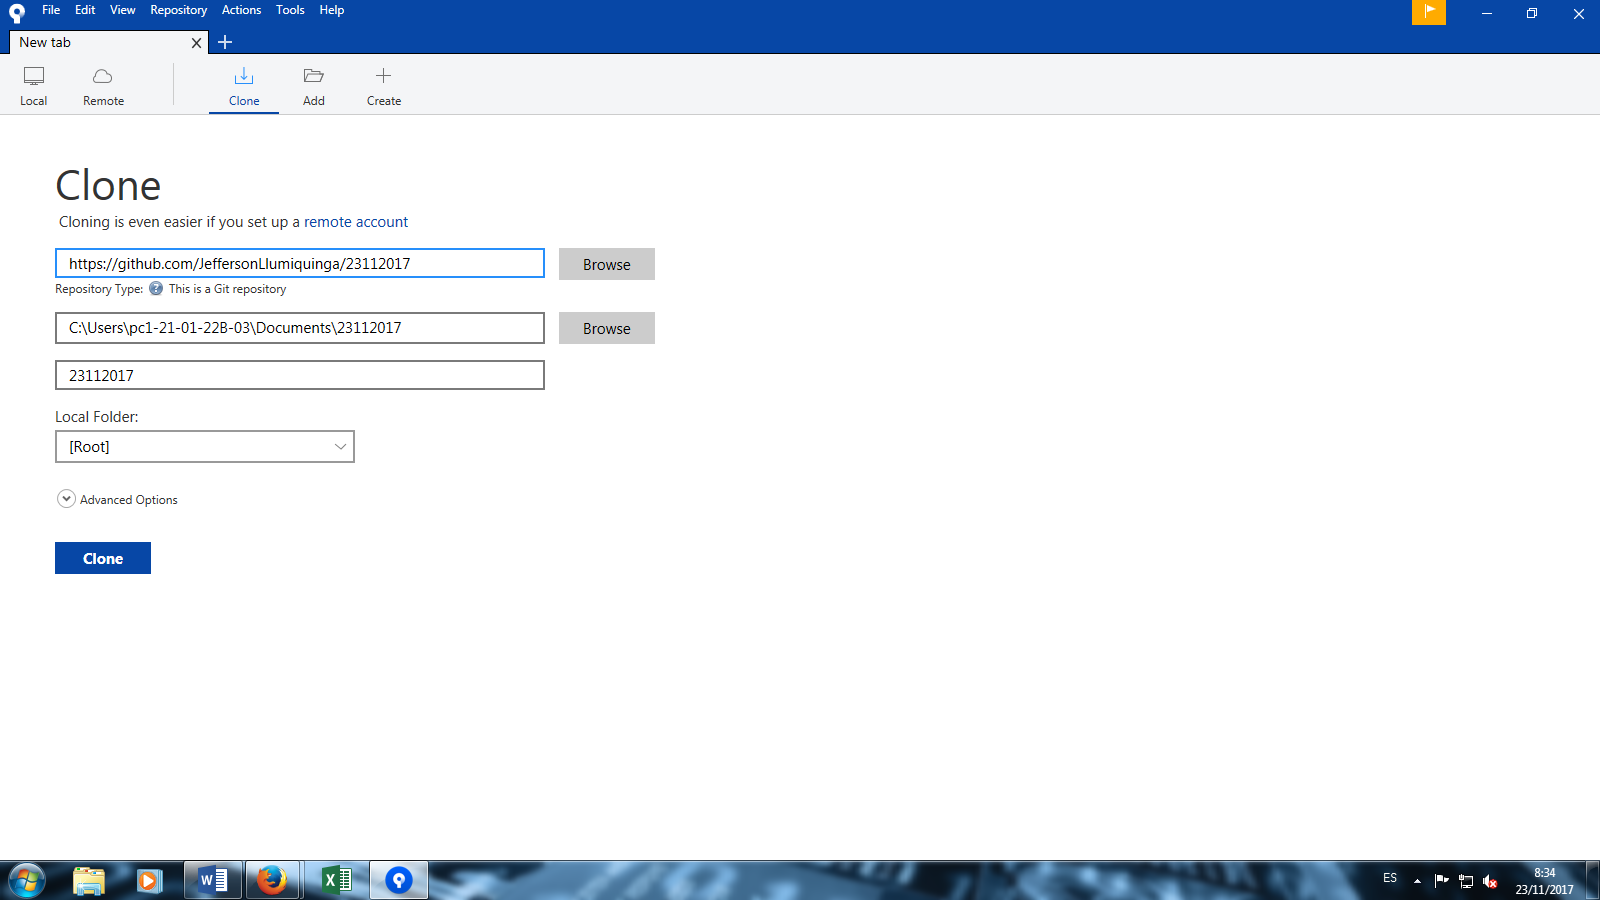 File Edit View Repository Actions Tools Help
New tab
Local Remote Clone Add Create
Clone
Cloning is even easier if you set up a remote account
https://github.com/JeffersonLlumiquinga/23112017 Browse
Repository Type: ? This is a Git repository
C:\Users\pc1-21-01-22B-03\Documents\23112017 Browse
23112017
Local Folder:
[Root]
Advanced Options
Clone
ES 8:34
23/11/2017